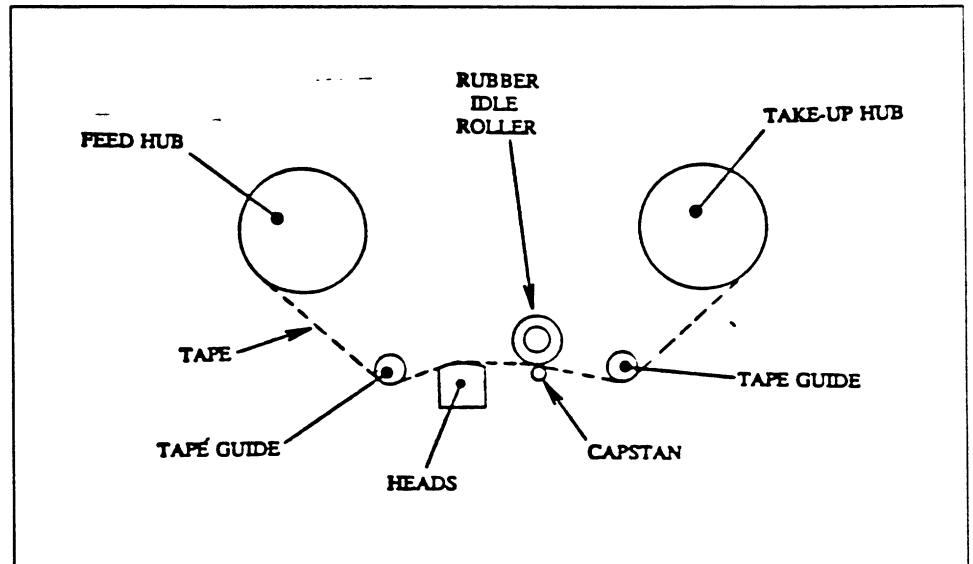 RUBBER
IDLE
ROLLER
TAKE-UP HUB
FEED HUB
TAPE
TAPE GUIDE
TAPE GUIDE
CAPSTAN
HEADS